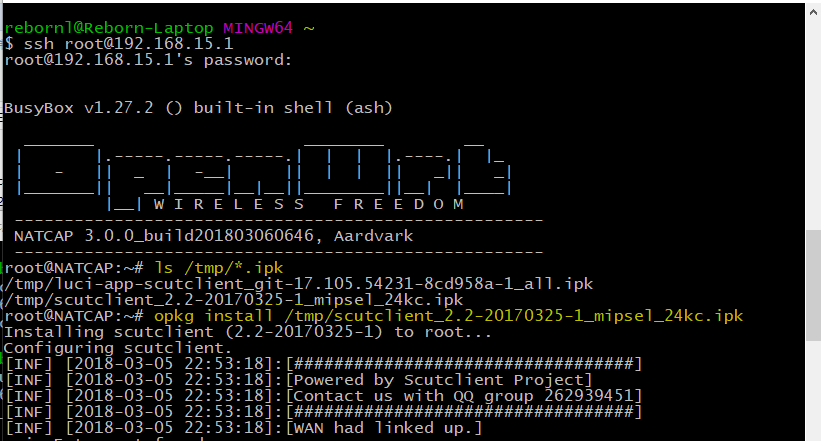 rebornl@Reborn-Laptop MINGW64 ~
$ ssh root@192.168.15.1
root@192.168.15.1's password:
BusyBox v1.27.2 () built-in shell (ash)
OpenWrt
W I R E L E S S   F R E E D O M
-----------------------------------------------------
NATCAP 3.0.0_build201803060646, Aardvark
-----------------------------------------------------
root@NATCAP:~# ls /tmp/*.ipk
/tmp/luci-app-scutclient_git-17.105.54231-8cd958a-1_all.ipk
/tmp/scutclient_2.2-20170325-1_mipsel_24kc.ipk
root@NATCAP:~# opkg install /tmp/scutclient_2.2-20170325-1_mipsel_24kc.ipk
Installing scutclient (2.2-20170325-1) to root...
Configuring scutclient.
[INF] [2018-03-05 22:53:18]:[##################################]
[INF] [2018-03-05 22:53:18]:[Powered by Scutclient Project]
[INF] [2018-03-05 22:53:18]:[Contact us with QQ group 262939451]
[INF] [2018-03-05 22:53:18]:[##################################]
[INF] [2018-03-05 22:53:18]:[WAN had linked up.]